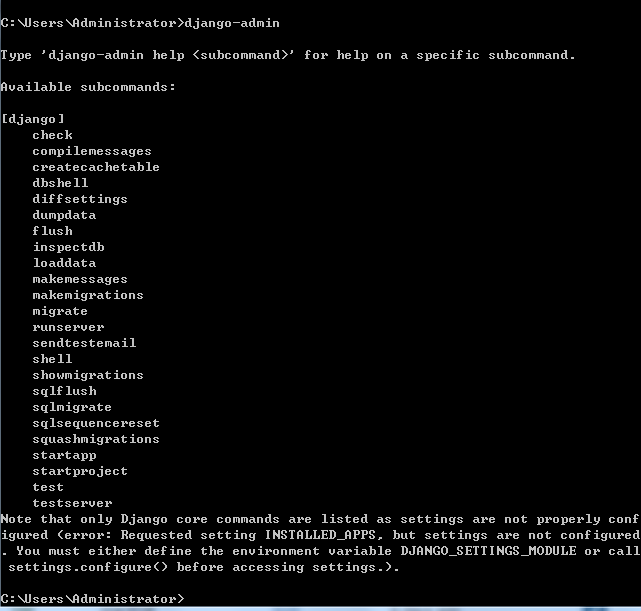 C:\Users\Administrator>django-admin
Type 'django-admin help <subcommand>' for help on a specific subcommand.
Available subcommands:
[django]
    check
    compilemessages
    createcachetable
    dbshell
    diffsettings
    dumpdata
    flush
    inspectdb
    loaddata
    makemessages
    makemigrations
    migrate
    runserver
    sendtestemail
    shell
    showmigrations
    sqlflush
    sqlmigrate
    sqlsequencereset
    squashmigrations
    startapp
    startproject
    test
    testserver
Note that only Django core commands are listed as settings are not properly conf
igured (error: Requested setting INSTALLED_APPS, but settings are not configured
. You must either define the environment variable DJANGO_SETTINGS_MODULE or call
 settings.configure() before accessing settings.).
C:\Users\Administrator>